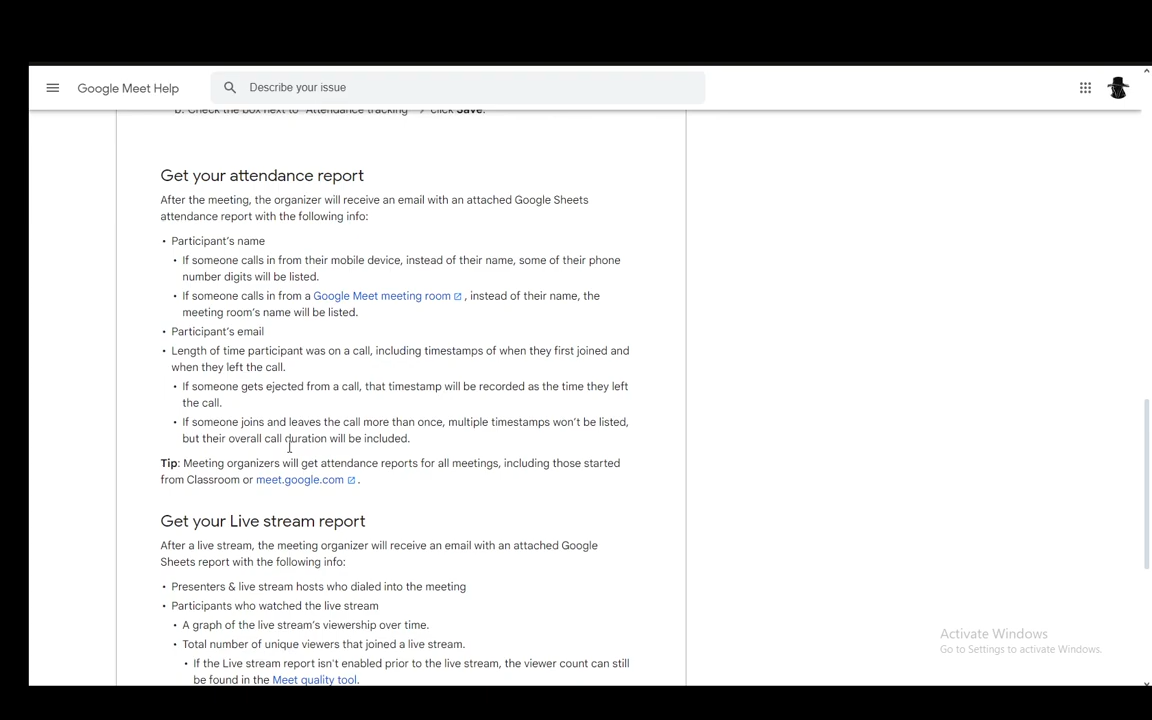 Google Meet Help
Describe your issue
b. Check the box next to "Attendance tracking" → click Save.
Get your attendance report
After the meeting, the organizer will receive an email with an attached Google Sheets
attendance report with the following info:
• Participant's name
• If someone calls in from their mobile device, instead of their name, some of their phone
number digits will be listed.
• If someone calls in from a Google Meet meeting room , instead of their name, the
meeting room's name will be listed.
• Participant's email
• Length of time participant was on a call, including timestamps of when they first joined and
when they left the call.
• If someone gets ejected from a call, that timestamp will be recorded as the time they left
the call.
• If someone joins and leaves the call more than once, multiple timestamps won't be listed,
but their overall call duration will be included.
Tip: Meeting organizers will get attendance reports for all meetings, including those started
from Classroom or meet.google.com .
Get your Live stream report
After a live stream, the meeting organizer will receive an email with an attached Google
Sheets report with the following info:
• Presenters & live stream hosts who dialed into the meeting
• Participants who watched the live stream
• A graph of the live stream's viewership over time.
• Total number of unique viewers that joined a live stream.
• If the Live stream report isn't enabled prior to the live stream, the viewer count can still
be found in the Meet quality tool.
Activate Windows
Go to Settings to activate Windows.